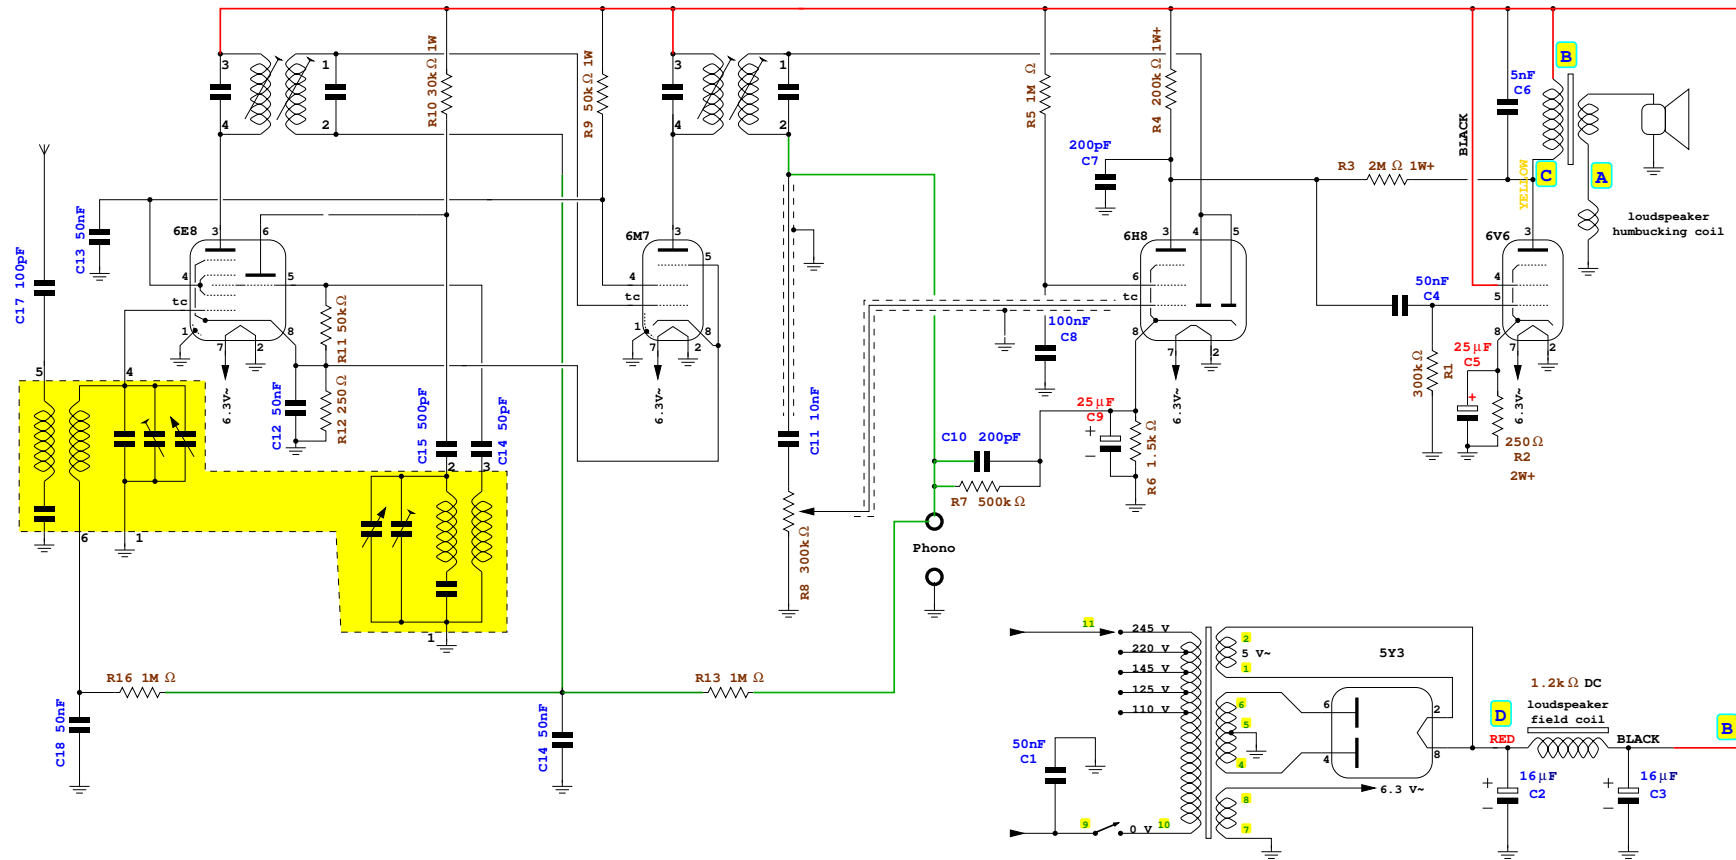 3
4
1
2
R10 30kΩ 1W
R9 50kΩ 1W
3
4
1
2
R5 1M Ω
R4 200kΩ 1W+
200pF
C7
5nF
C6
B
BLACK
R3 2MΩ 1W+
YELLOW
C
A
loudspeaker
humbucking coil
C17 100pF
C13 50nF
6E8
3
6
4
5
tc
1
8
7
2
6.3V~
R11 50kΩ
R12 250Ω
C12 50nF
6M7
3
5
4
tc
1
8
7
2
6.3V~
6H8
3
4
5
6
tc
8
7
2
6.3V~
100nF
C8
6V6
3
4
5
8
7
2
6.3V~
50nF
C4
300kΩ
R1
25µF
C5
+
250Ω
R2
2W+
5
4
6
1
C15 500pF
C14 50pF
2
3
1
C11 10nF
R8 300kΩ
C10 200pF
R7 500kΩ
25µF
C9
+
−
R6 1.5kΩ
Phono
R16 1M Ω
R13 1M Ω
C18 50nF
C14 50nF
50nF
C1
11
245 V
220 V
145 V
125 V
110 V
9
0 V
10
2
5 V~
1
6
5
4
8
7
5Y3
6
4
2
8
6.3 V~
D
RED
1.2kΩ DC
loudspeaker
field coil
BLACK
B
+
−
16µF
C2
+
−
16µF
C3